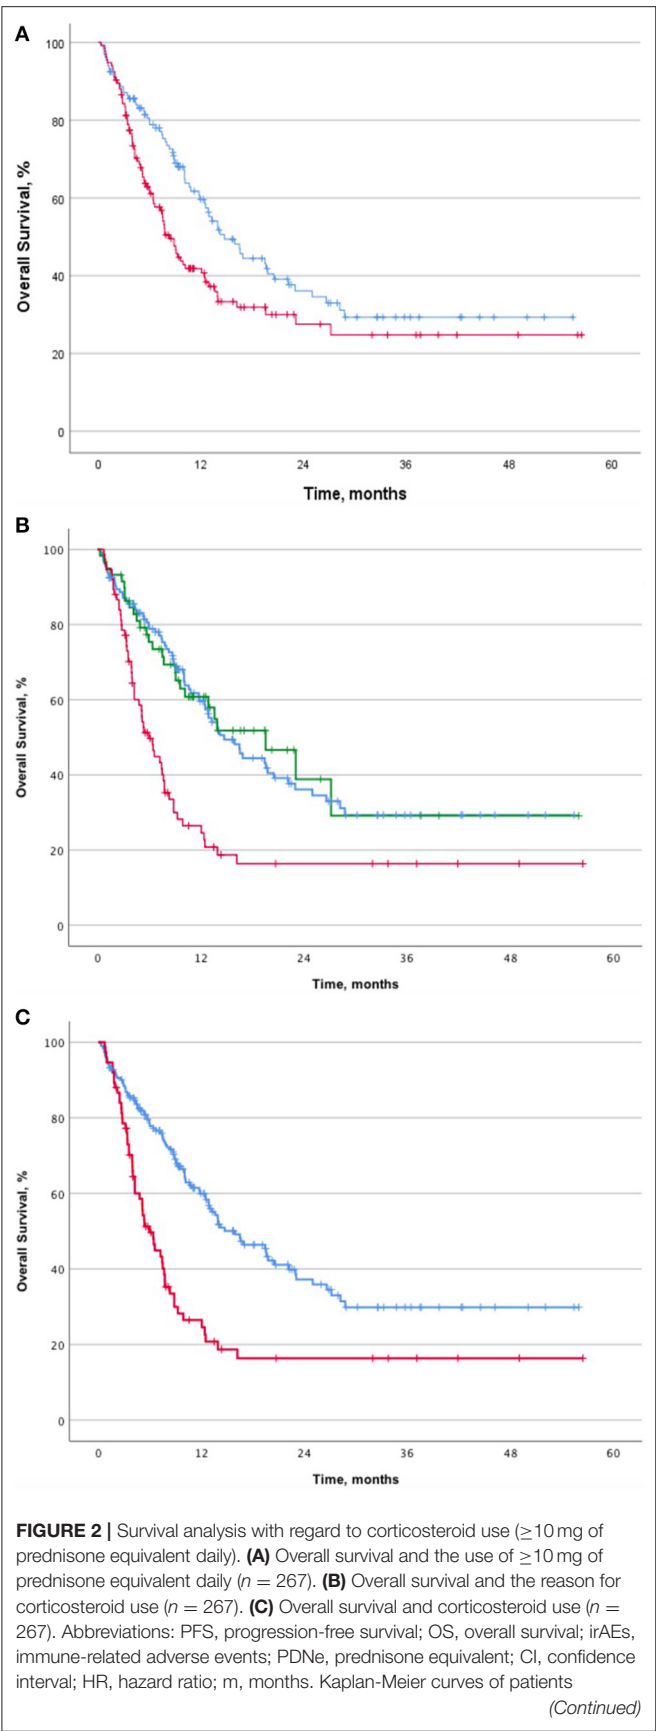 A
Overall Survival, %
100
80
60
40
20
0
0 12 24 36 48 60
Time, months
B
Overall Survival, %
100
80
60
40
20
0
0 12 24 36 48 60
Time, months
C
Overall Survival, %
100
80
60
40
20
0
0 12 24 36 48 60
Time, months
FIGURE 2 | Survival analysis with regard to corticosteroid use (≥10 mg of
prednisone equivalent daily). (A) Overall survival and the use of ≥10 mg of
prednisone equivalent daily (n = 267). (B) Overall survival and the reason for
corticosteroid use (n = 267). (C) Overall survival and corticosteroid use (n =
267). Abbreviations: PFS, progression-free survival; OS, overall survival; irAEs,
immune-related adverse events; PDNe, prednisone equivalent; CI, confidence
interval; HR, hazard ratio; m, months. Kaplan-Meier curves of patients
(Continued)